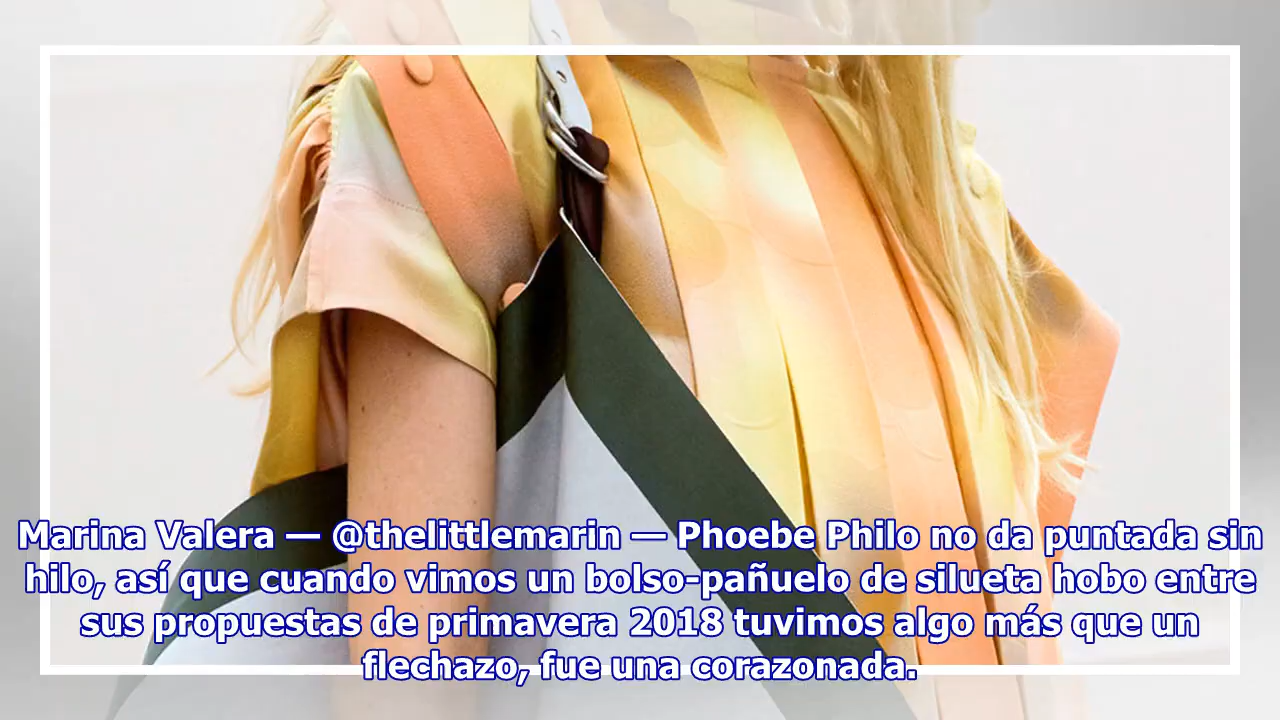 Marina Valera — @thelittlemarin — Phoebe Philo no da puntada sin
hilo, así que cuando vimos un bolso-pañuelo de silueta hobo entre
sus propuestas de primavera 2018 tuvimos algo más que un
flechazo, fue una corazonada.